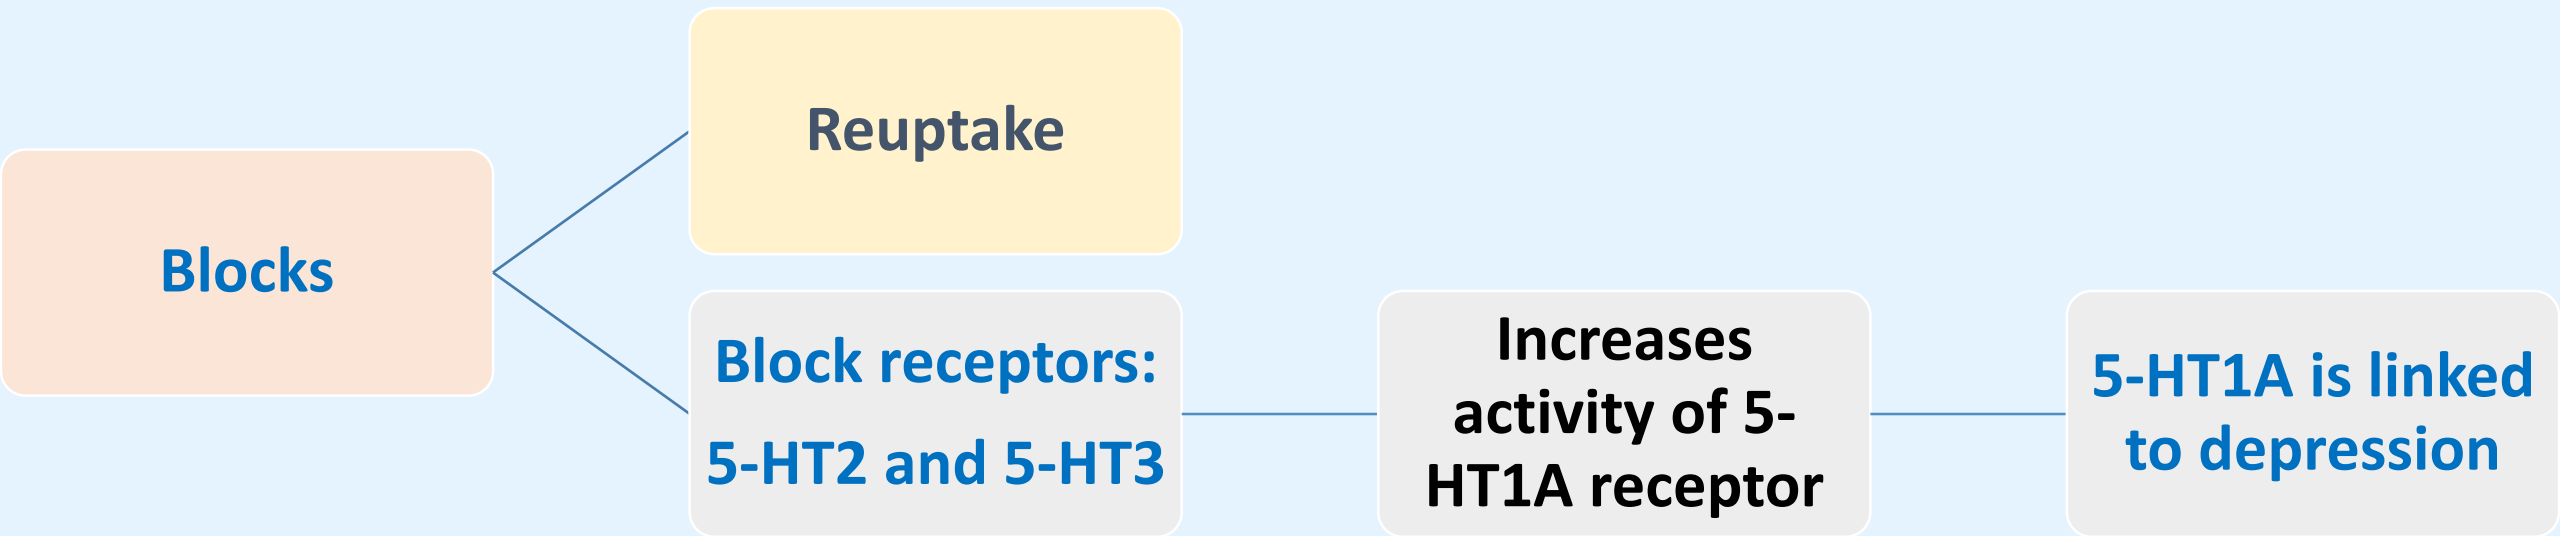 Blocks
Reuptake
Block receptors:
5-HT2 and 5-HT3
Increases
activity of 5-
HT1A receptor
5-HT1A is linked
to depression